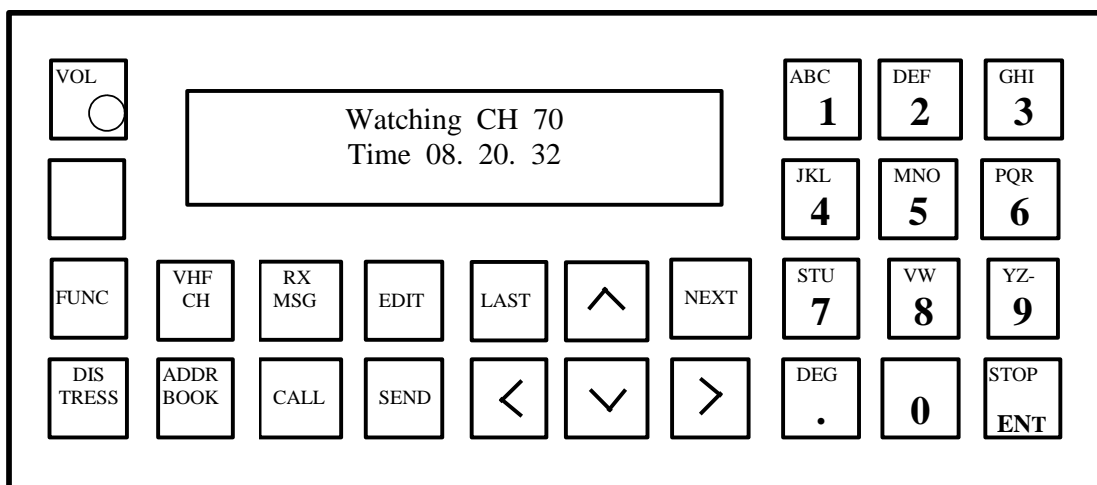 VOL
Watching CH 70
Time 08. 20. 32
ABC
1
DEF
2
GHI
3
JKL
4
MNO
5
PQR
6
FUNC
VHF
CH
RX
MSG
EDIT
LAST
NEXT
STU
7
VW
8
YZ-
9
DIS
TRESS
ADDR
BOOK
CALL
SEND
DEG
.
0
STOP
ENT